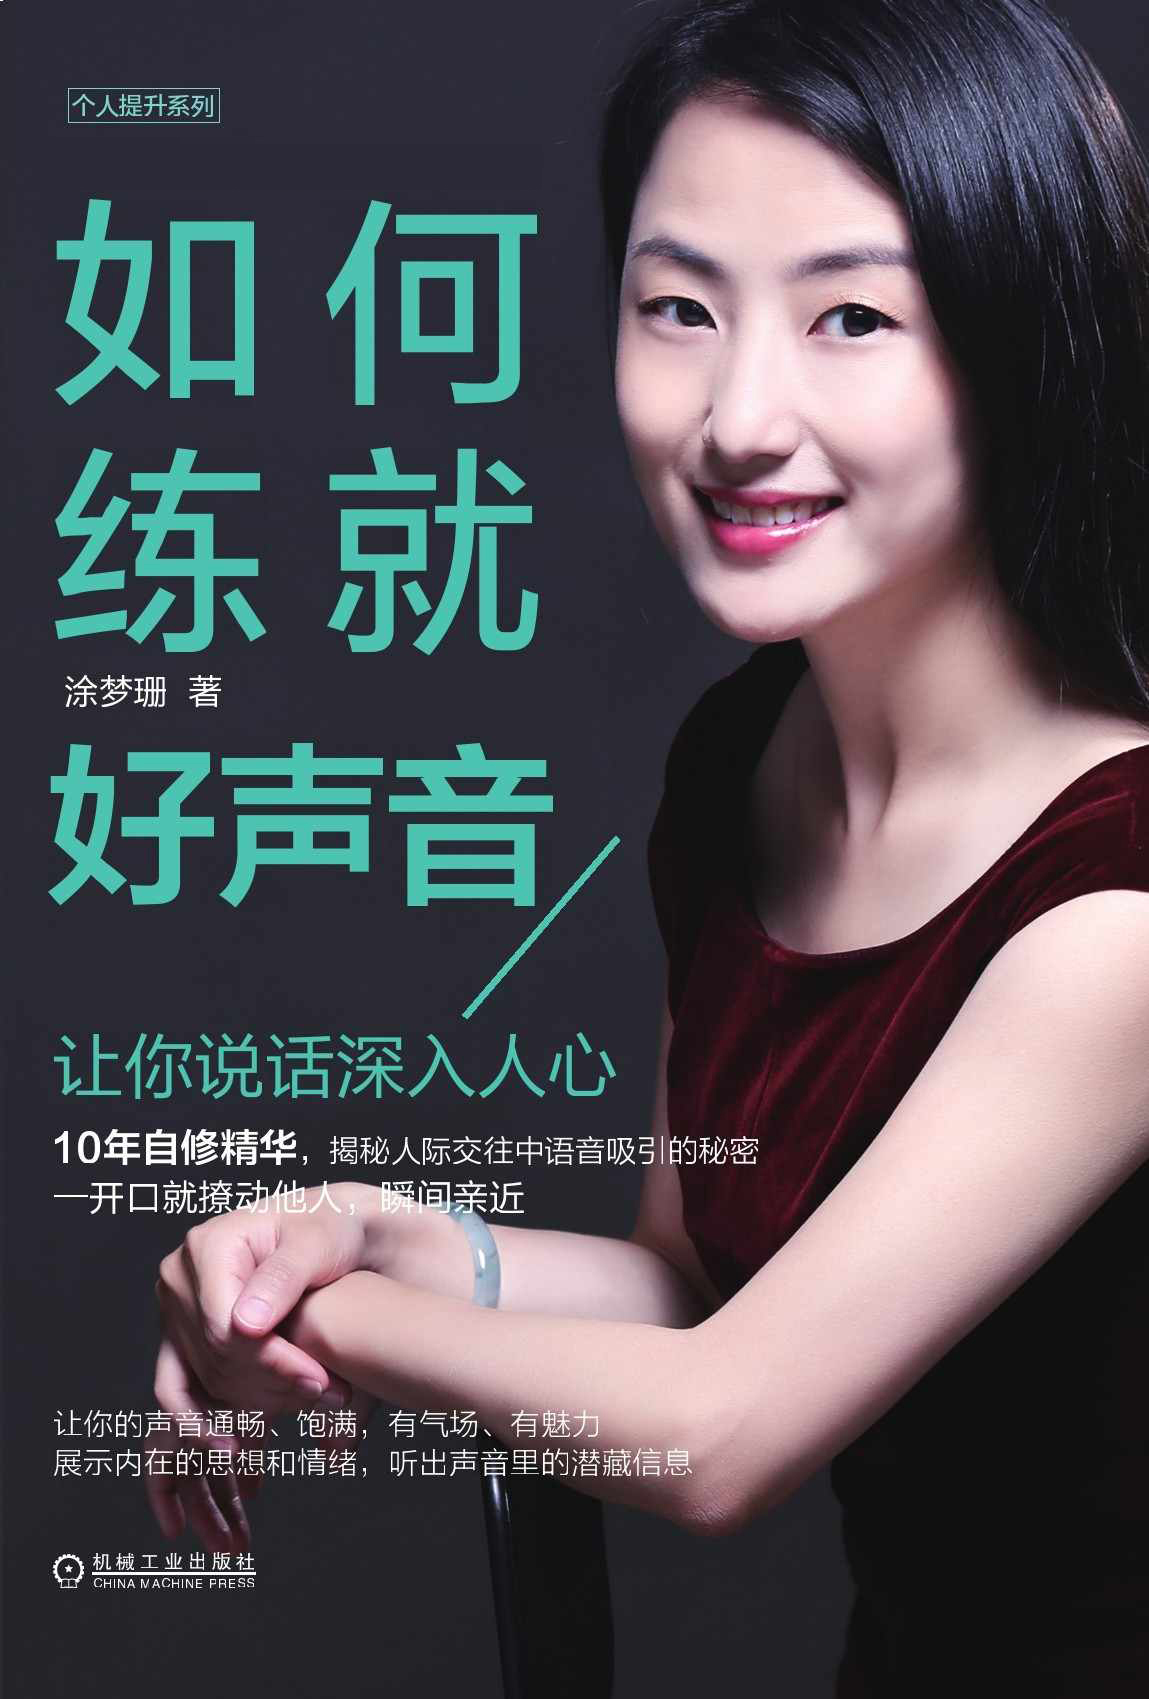 个人提升系列
如何
练就
涂梦珊 著
好声音
让你说话深入人心
10年自修精华，揭秘人际交往中语音吸引的秘密
一开口就撩动他人，瞬间亲近
让你的声音通畅、饱满，有气场、有魅力
展示内在的思想和情绪，听出声音里的潜藏信息
机械工业出版社
CHINA MACHINE PRESS